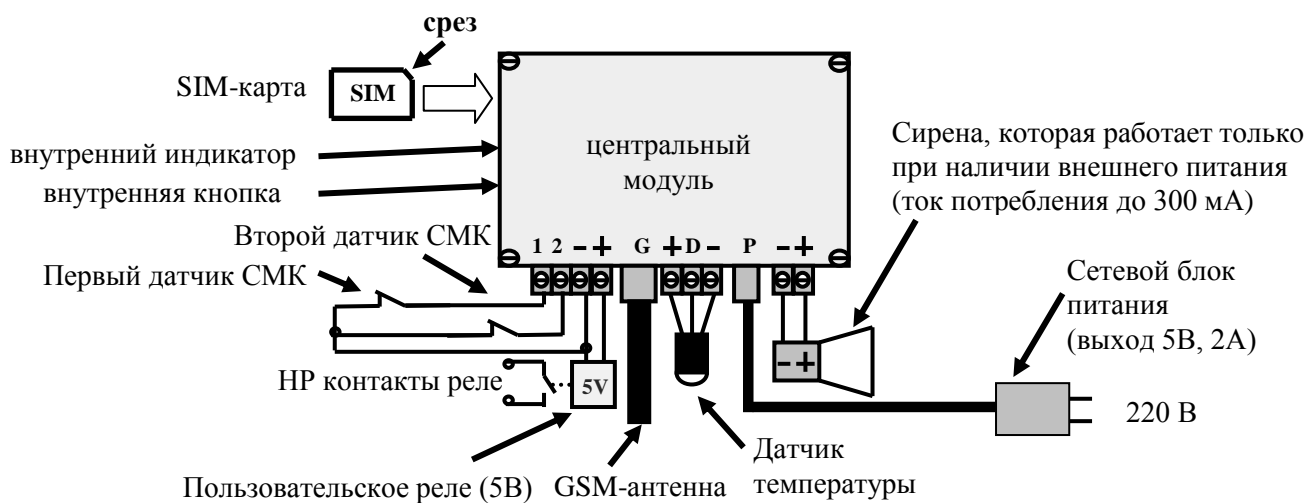 срез
SIM-карта
SIM
внутренний индикатор
внутренняя кнопка
центральный
модуль
Сирена, которая работает только
при наличии внешнего питания
(ток потребления до 300 мА)
Второй датчик СМК
Первый датчик СМК
1 2 − + G + D − P − +
Сетевой блок
питания
(выход 5В, 2А)
− +
НР контакты реле
5V
220 В
Пользовательское реле (5В)
GSM-антенна
Датчик
температуры